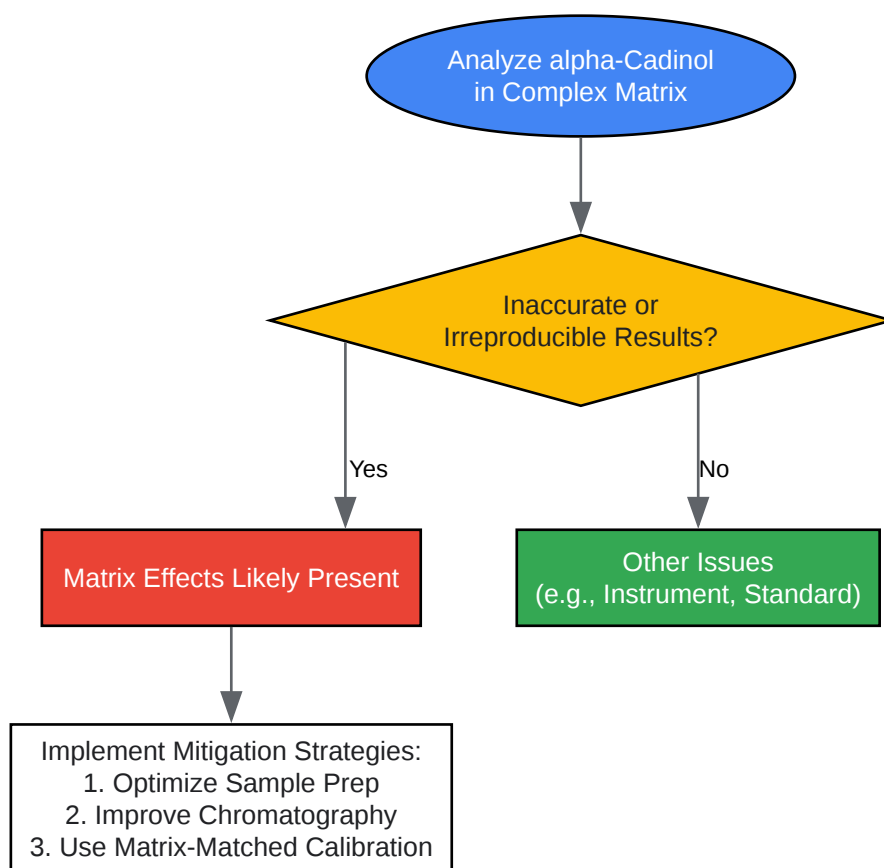 Analyze alpha-Cadinol
in Complex Matrix
Inaccurate or
Irreproducible Results?
Yes
No
Matrix Effects Likely Present
Other Issues
(e.g., Instrument, Standard)
Implement Mitigation Strategies:
1. Optimize Sample Prep
2. Improve Chromatography
3. Use Matrix-Matched Calibration